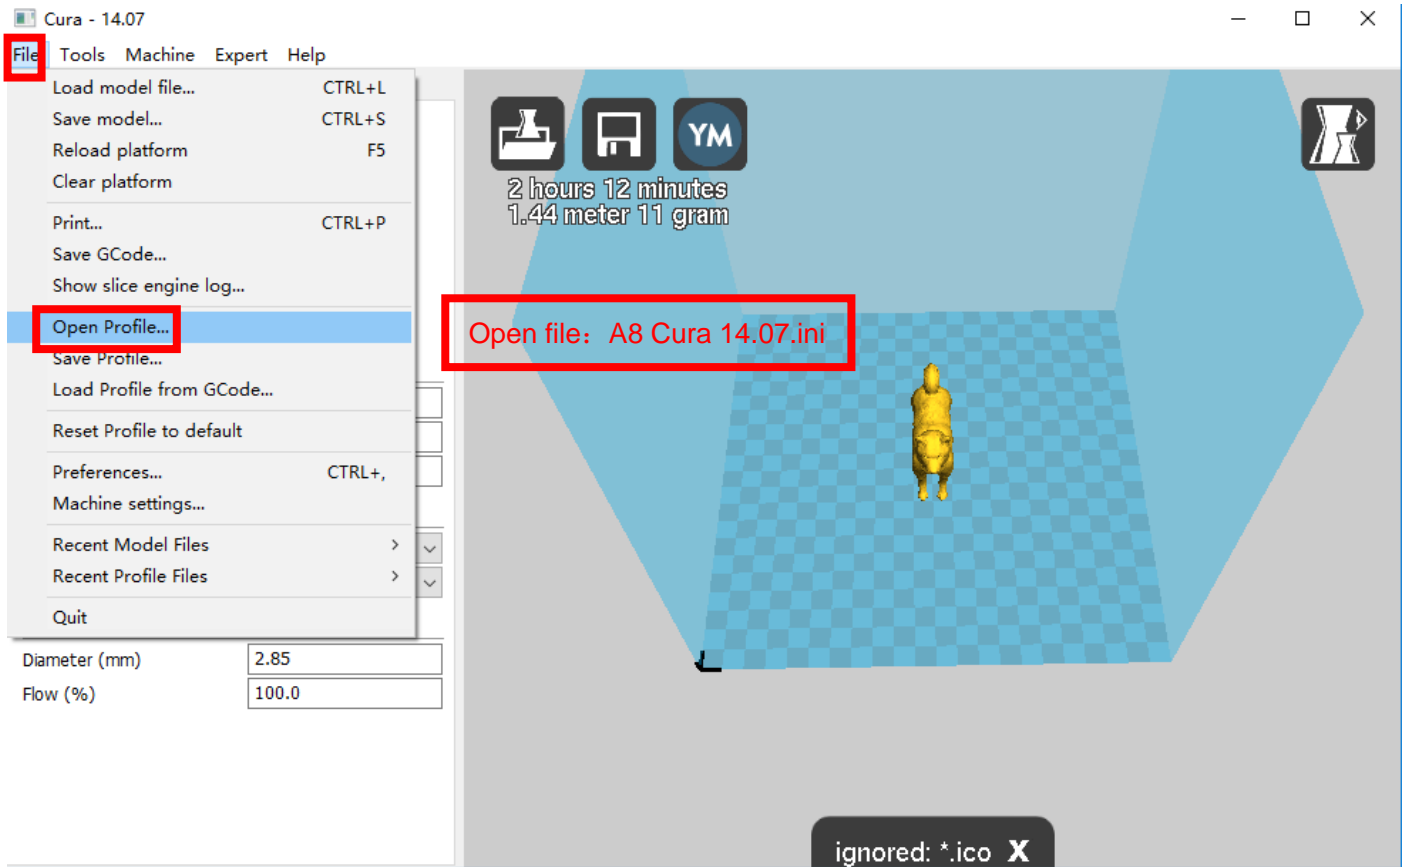 Cura - 14.07
File Tools Machine Expert Help
Load model file... CTRL+L
Save model... CTRL+S
Reload platform F5
Clear platform
Print... CTRL+P
Save GCode...
Show slice engine log...
Open Profile...
Save Profile...
Load Profile from GCode...
Reset Profile to default
Preferences... CTRL+,
Machine settings...
Recent Model Files >
Recent Profile Files >
Quit
Diameter (mm) 2.85
Flow (%) 100.0
YM
2 hours 12 minutes
1.44 meter 11 gram
Open file：A8 Cura 14.07.ini
ignored: *.ico X